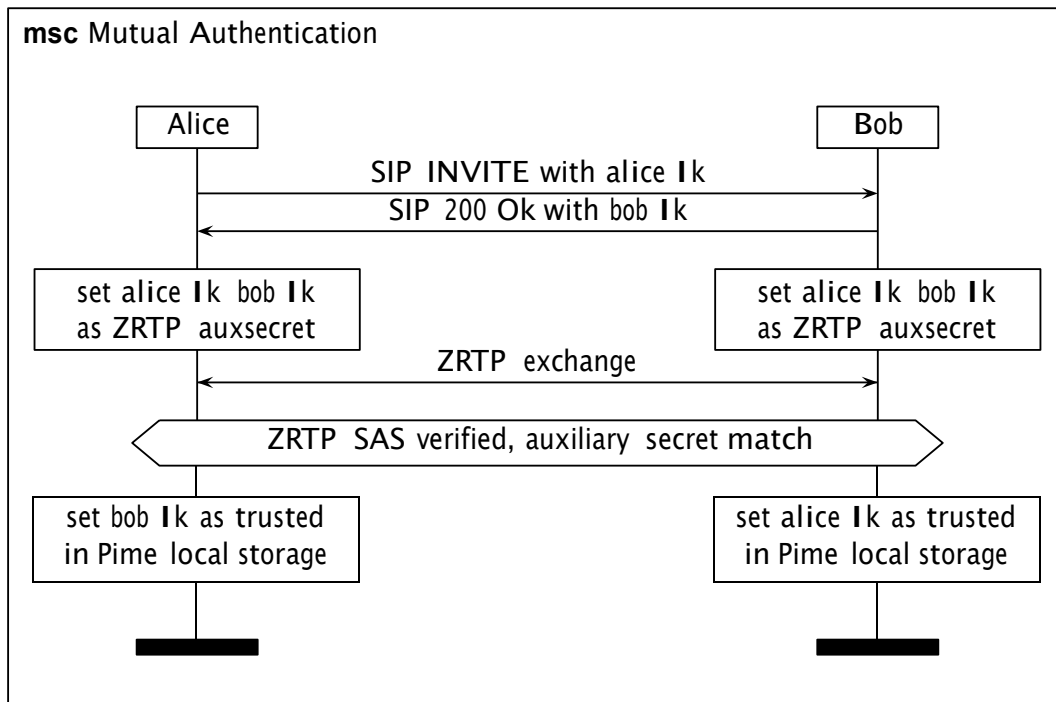 msc Mutual Authentication
Alice
Bob
SIP INVITE with alice Ik
SIP 200 Ok with bob Ik
set alice Ik bob Ik
as ZRTP auxsecret
set alice Ik bob Ik
as ZRTP auxsecret
ZRTP exchange
ZRTP SAS verified, auxiliary secret match
set bob Ik as trusted
in Pime local storage
set alice Ik as trusted
in Pime local storage